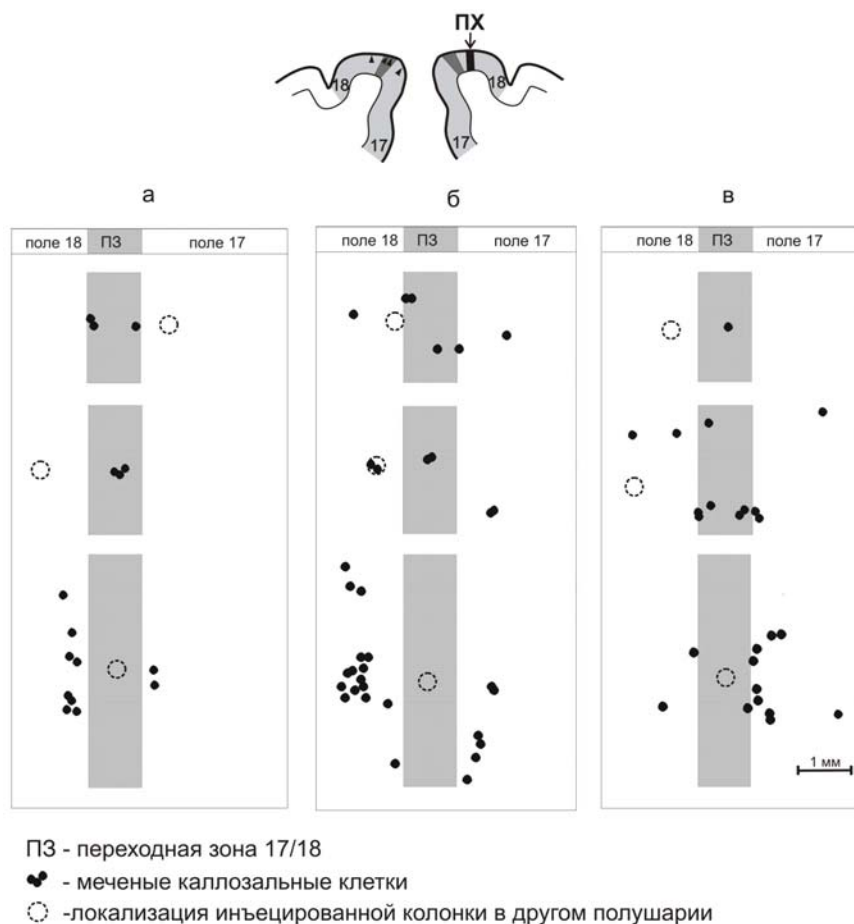 ПХ
18
18
17
17
а
б
в
поле 18 ПЗ поле 17
поле 18 ПЗ поле 17
поле 18 ПЗ поле 17
1 мм
ПЗ - переходная зона 17/18
- меченые каллозальные клетки
-локализация инъецированной колонки в другом полушарии